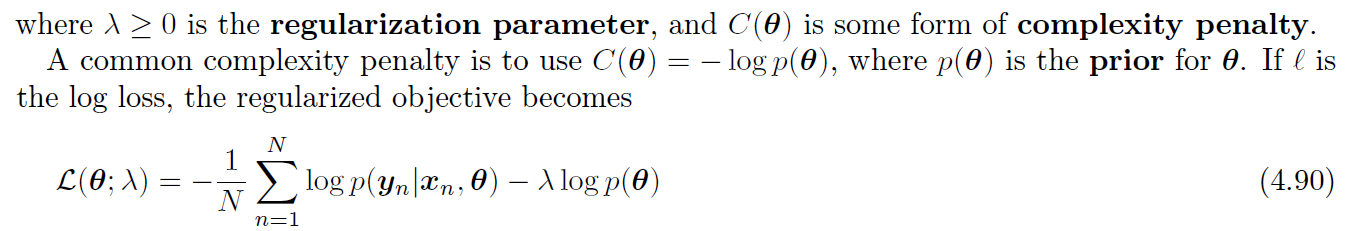 where λ ≥ 0 is the regularization parameter, and C(θ) is some form of complexity penalty.
A common complexity penalty is to use C(θ) = − log p(θ), where p(θ) is the prior for θ. If ℓ is
the log loss, the regularized objective becomes
ℒ(θ; λ) = −\frac{1}{N} \sum_{n=1}^{N} log p(y_n|x_n, θ) − λ log p(θ) (4.90)